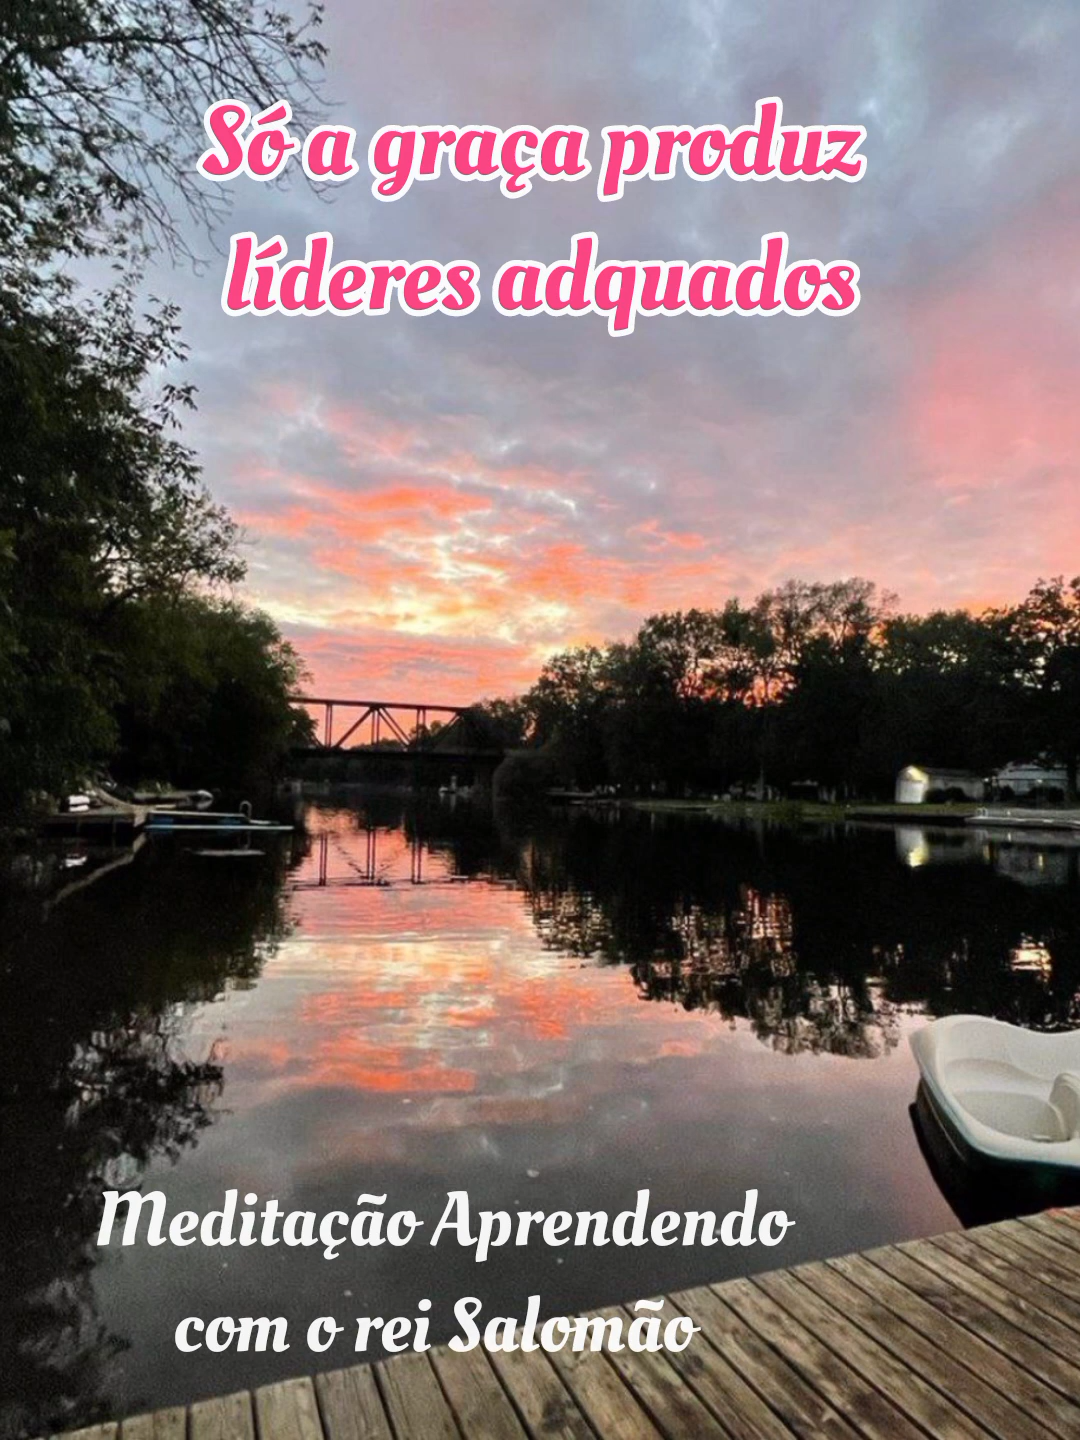 Só a graça produz
líderes adquados
Meditação Aprendendo
com o rei Salomão